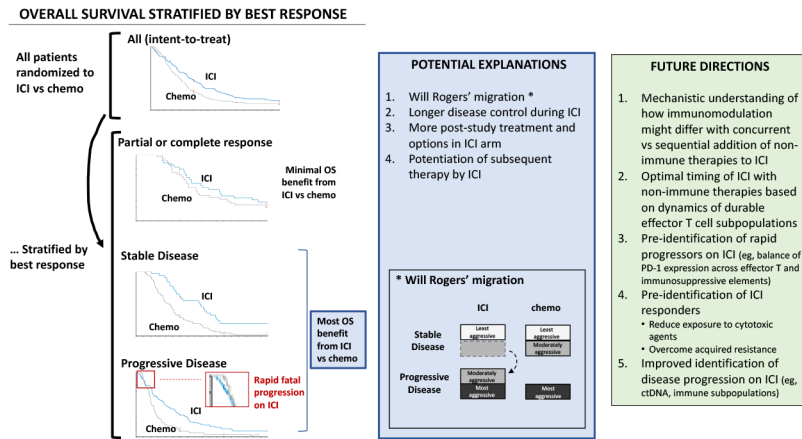 OVERALL SURVIVAL STRATIFIED BY BEST RESPONSE
All patients
randomized to
ICI vs chemo
All (intent-to-treat)
ICI
Chemo
Partial or complete response
ICI
Chemo
Minimal OS
benefit from
ICI vs chemo
... Stratified by
best response
Stable Disease
ICI
Chemo
Most OS
benefit
from ICI
vs chemo
Progressive Disease
ICI
Chemo
Rapid fatal
progression
on ICI
POTENTIAL EXPLANATIONS
1. Will Rogers' migration *
2. Longer disease control during ICI
3. More post-study treatment and
options in ICI arm
4. Potentiation of subsequent
therapy by ICI
* Will Rogers' migration
ICI chemo
Stable
Disease
Least
aggressive
Least
aggressive
Moderately
aggressive
Progressive
Disease
Moderately
aggressive
Most
aggressive
Most
aggressive
FUTURE DIRECTIONS
1. Mechanistic understanding of
how immunomodulation
might differ with concurrent
vs sequential addition of non-
immune therapies to ICI
2. Optimal timing of ICI with
non-immune therapies based
on dynamics of durable
effector T cell subpopulations
3. Pre-identification of rapid
progressors on ICI (eg, balance of
PD-1 expression across effector T and
immunosuppressive elements)
4. Pre-identification of ICI
responders
• Reduce exposure to cytotoxic
agents
• Overcome acquired resistance
5. Improved identification of
disease progression on ICI (eg,
ctDNA, immune subpopulations)